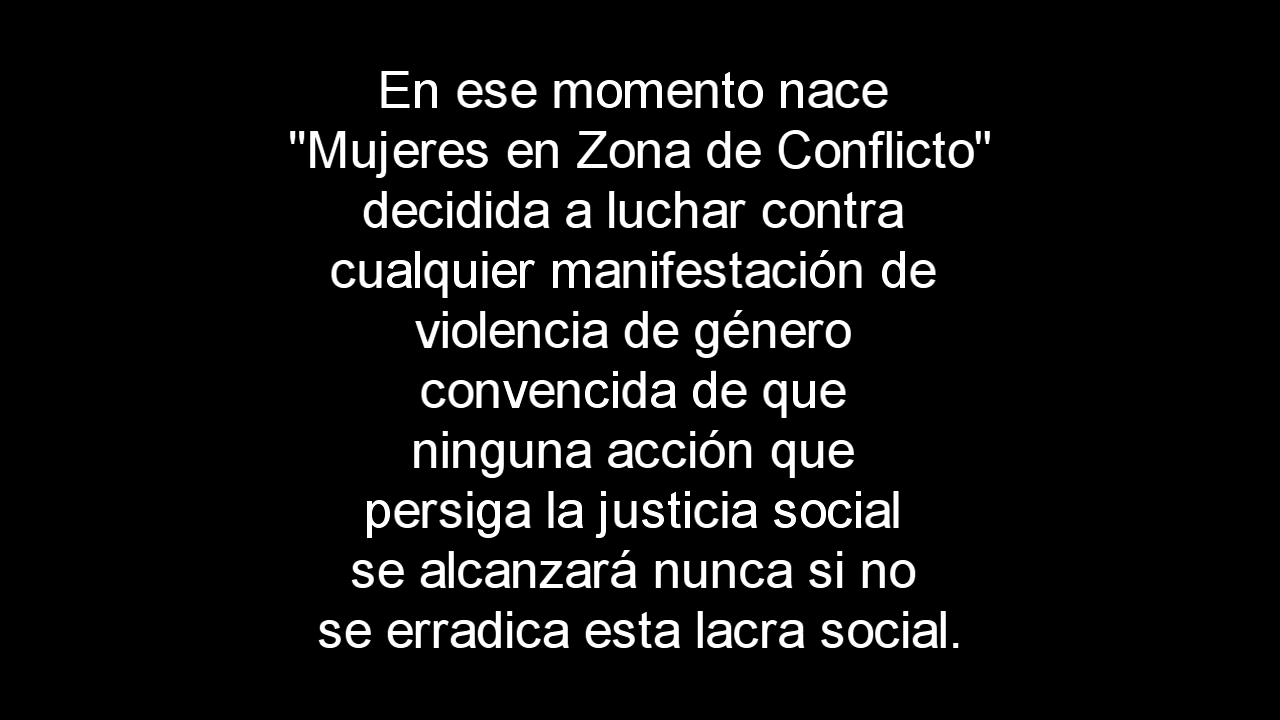 En ese momento nace
"Mujeres en Zona de Conflicto"
decidida a luchar contra
cualquier manifestación de
violencia de género
convencida de que
ninguna acción que
persiga la justicia social
se alcanzará nunca si no
se erradica esta lacra social.